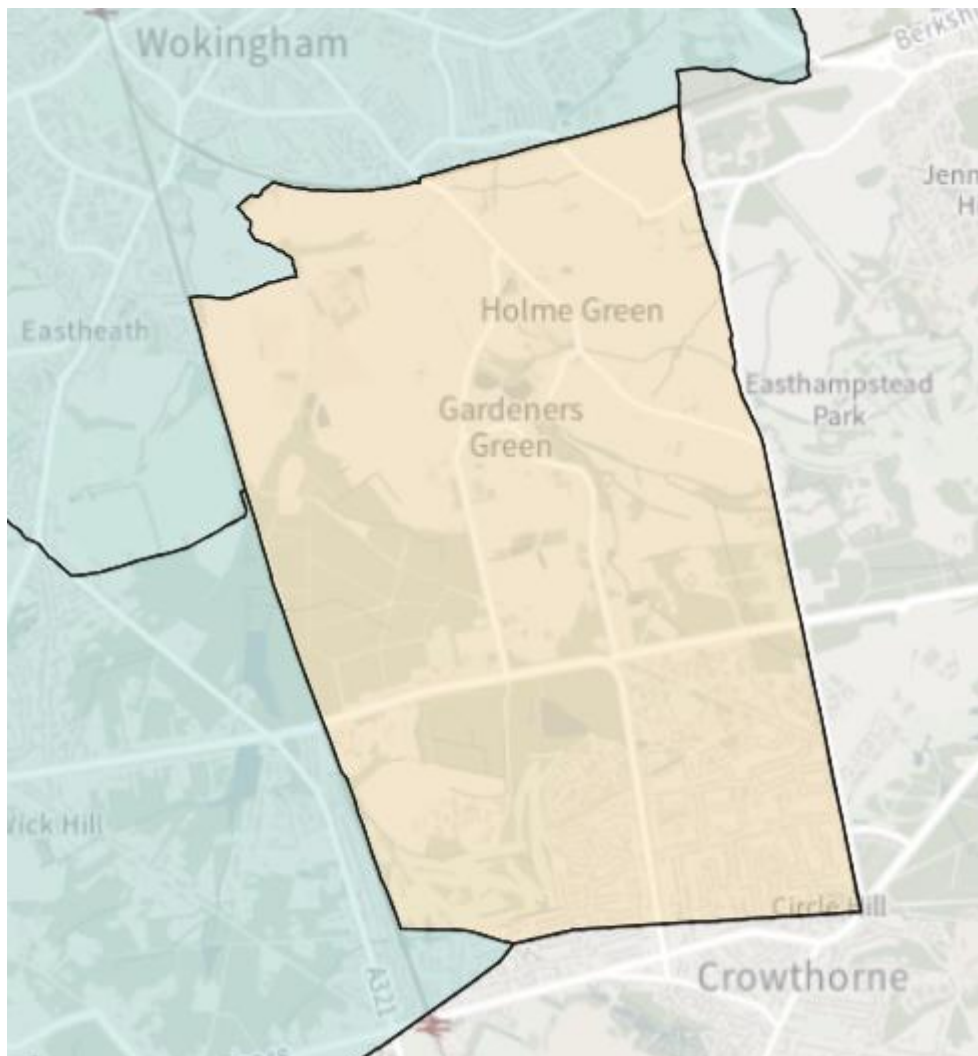 Wokingham
Berksh
Jenn
H
Eastheath
Holme Green
Easthampstead
Park
Gardeners
Green
wick Hill
Circle Hill
A321
Crowthorne